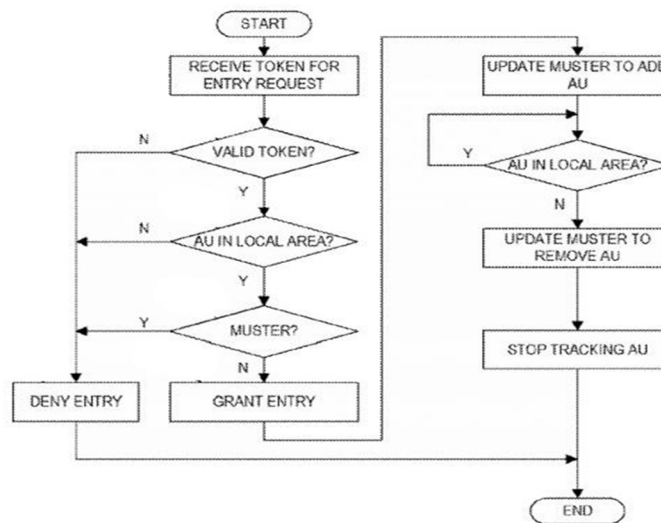 START
RECEIVE TOKEN FOR
ENTRY REQUEST
N
VALID TOKEN?
Y
N
AU IN LOCAL AREA?
Y
Y
MUSTER?
N
DENY ENTRY
GRANT ENTRY
UPDATE MUSTER TO ADD
AU
Y
AU IN LOCAL AREA?
N
UPDATE MUSTER TO
REMOVE AU
STOP TRACKING AU
END